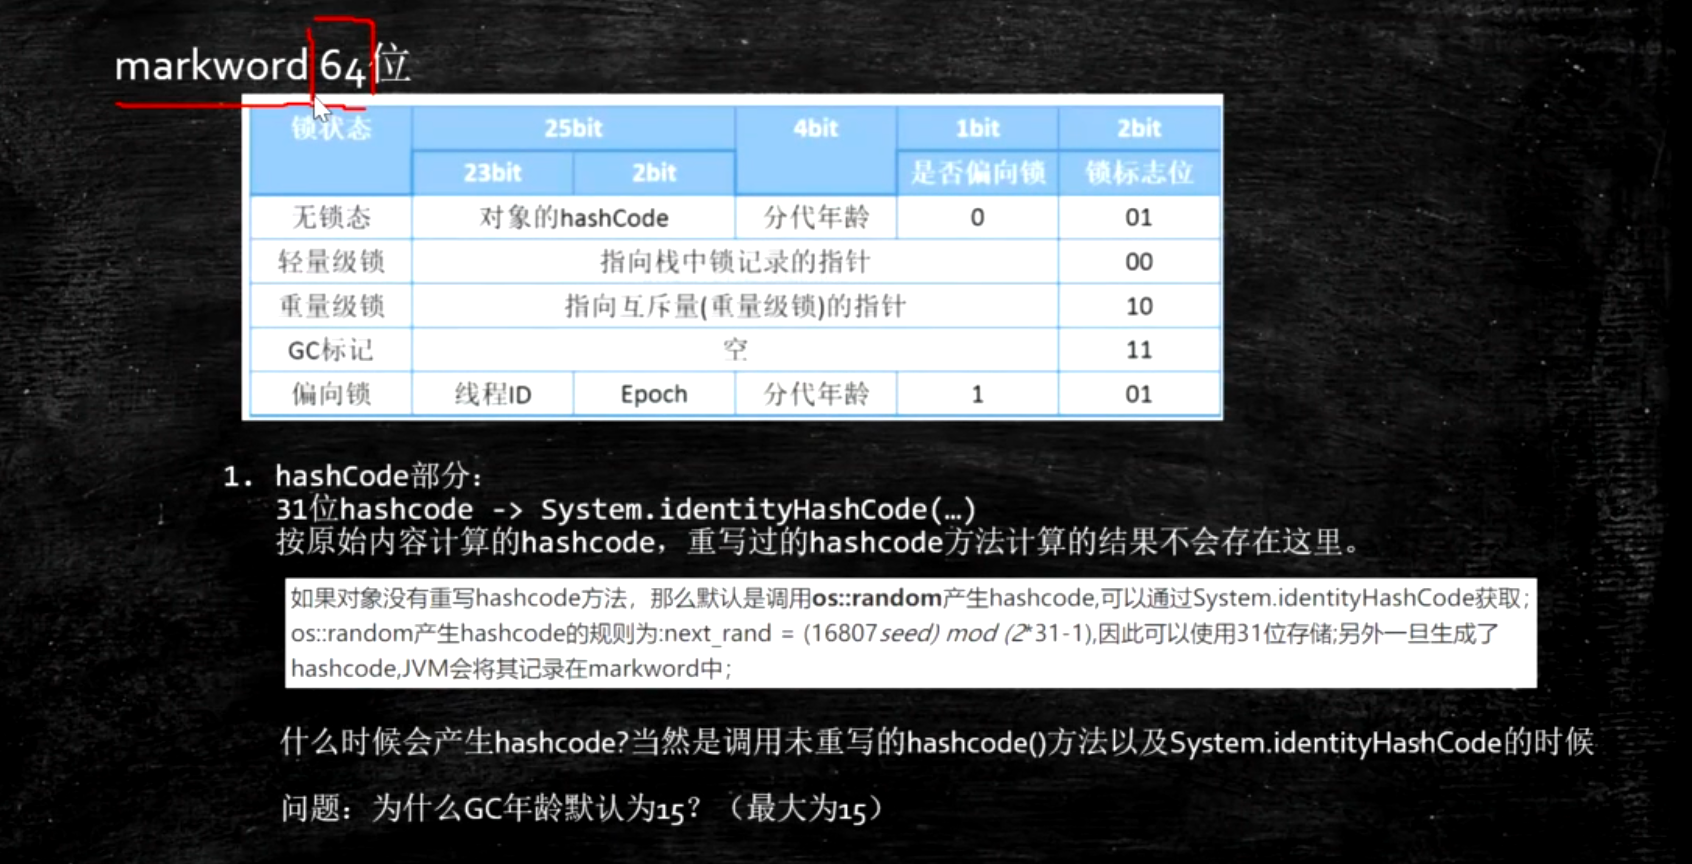 markword 64位
锁状态 25bit 4bit 1bit 2bit
23bit 2bit 是否偏向锁 锁标志位
无锁态 对象的hashCode 分代年龄 0 01
轻量级锁 指向栈中锁记录的指针 00
重量级锁 指向互斥量(重量级锁)的指针 10
GC标记 空 11
偏向锁 线程ID Epoch 分代年龄 1 01
1. hashCode部分:
31位hashcode -> System.identityHashCode(…)
按原始内容计算的hashcode，重写过的hashcode方法计算的结果不会存在这里。
如果对象没有重写hashcode方法，那么默认是调用os::random产生hashcode,可以通过System.identityHashCode获取；
os::random产生hashcode的规则为:next_rand = (16807seed) mod (2*31-1),因此可以使用31位存储;另外一旦生成了
hashcode,JVM会将其记录在markword中；
什么时候会产生hashcode?当然是调用未重写的hashcode()方法以及System.identityHashCode的时候
问题：为什么GC年龄默认为15？（最大为15）